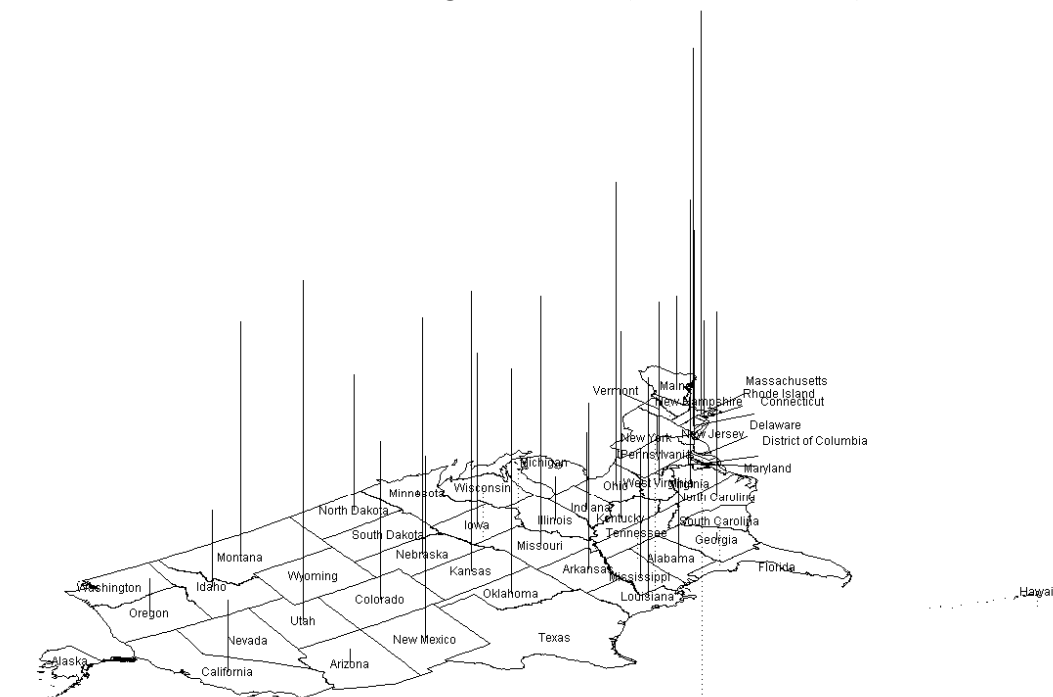 Maine
Massachusetts
Vermont
Rhode Island
New Hampshire
Connecticut
Delaware
New York
New Jersey
District of Columbia
Pennsylvania
Michigan
Maryland
Ohio
West Virginia
Virginia
Wisconsin
Minnesota
North Carolina
Indiana
North Dakota
Kentucky
Illinois
South Carolina
Iowa
Tennessee
South Dakota
Georgia
Missouri
Nebraska
Montana
Alabama
Florida
Kansas
Arkansas
Wyoming
Mississippi
Washington
Idaho
Hawai
Oklahoma
Louisiana
Colorado
Oregon
Utah
Nevada
New Mexico
Texas
Alaska
Arizona
California